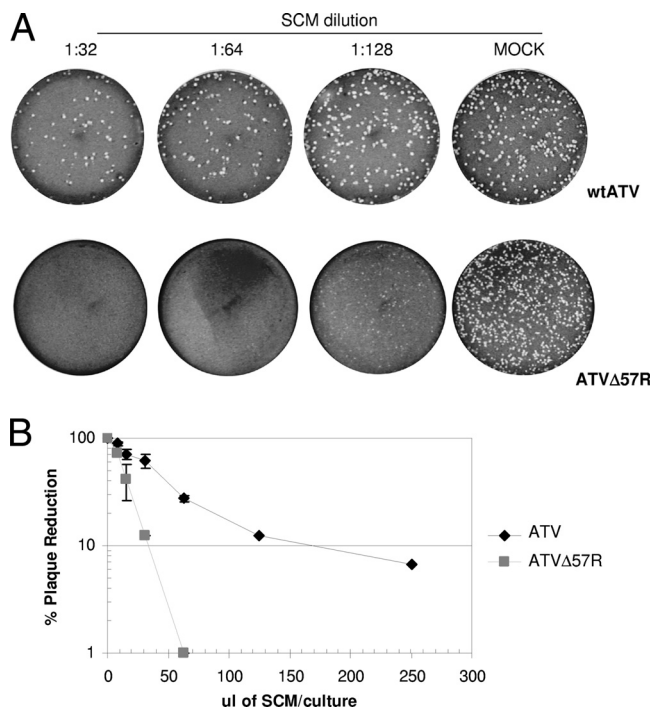 A
SCM dilution
1:32 1:64 1:128 MOCK
wtATV
ATVΔ57R
B
% Plaque Reduction
100
10
1
0 50 100 150 200 250 300
ul of SCM/culture
ATV
ATVΔ57R